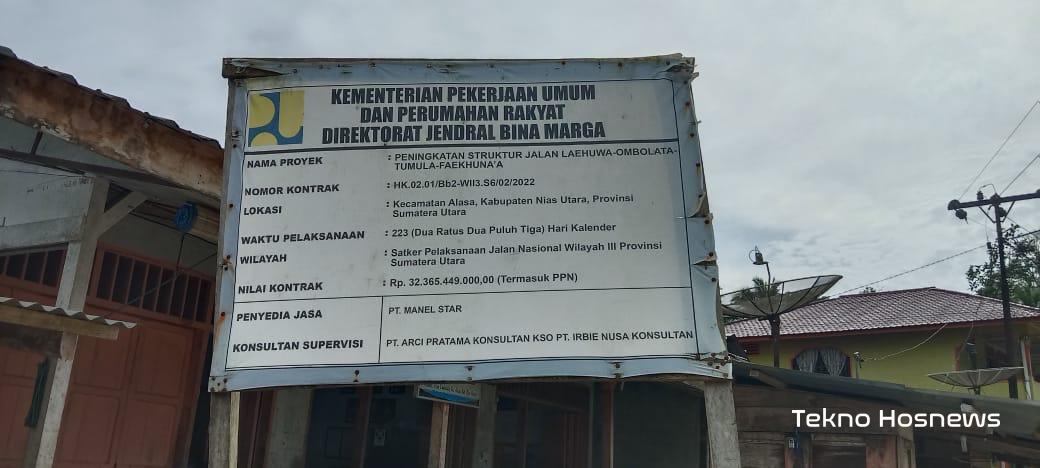 PU
KEMENTERIAN PEKERJAAN UMUM
DAN PERUMAHAN RAKYAT
DIREKTORAT JENDRAL BINA MARGA
NAMA PROYEK : PENINGKATAN STRUKTUR JALAN LAEHUWA-OMBOLATA-
TUMULA-FAEKHUNA'A
NOMOR KONTRAK : HK.02.01/Bb2-WII3.S6/02/2022
LOKASI : Kecamatan Alasa, Kabupaten Nias Utara, Provinsi
Sumatera Utara
WAKTU PELAKSANAAN : 223 (Dua Ratus Dua Puluh Tiga) Hari Kalender
WILAYAH : Satker Pelaksanaan Jalan Nasional Wilayah III Provinsi
Sumatera Utara
NILAI KONTRAK : Rp. 32,365.449.000,00 (Termasuk PPN)
PENYEDIA JASA PT. MANEL STAR
KONSULTAN SUPERVISI PT. ARCI PRATAMA KONSULTAN KSO PT. IRBIE NUSA KONSULTAN
Tekno Hosnews